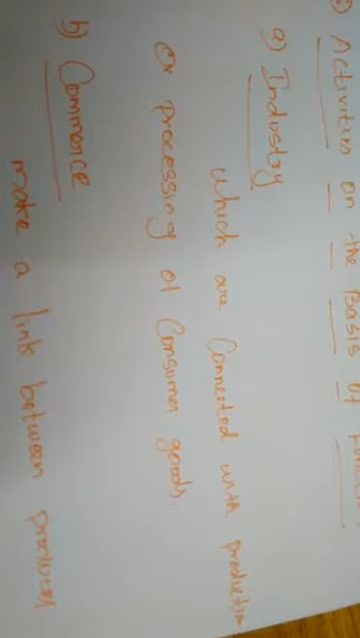 Activities on the Basis of
a) Industry
which are Connected with production
or processing of Consumer goods.
b) Commerce
make a link between producer